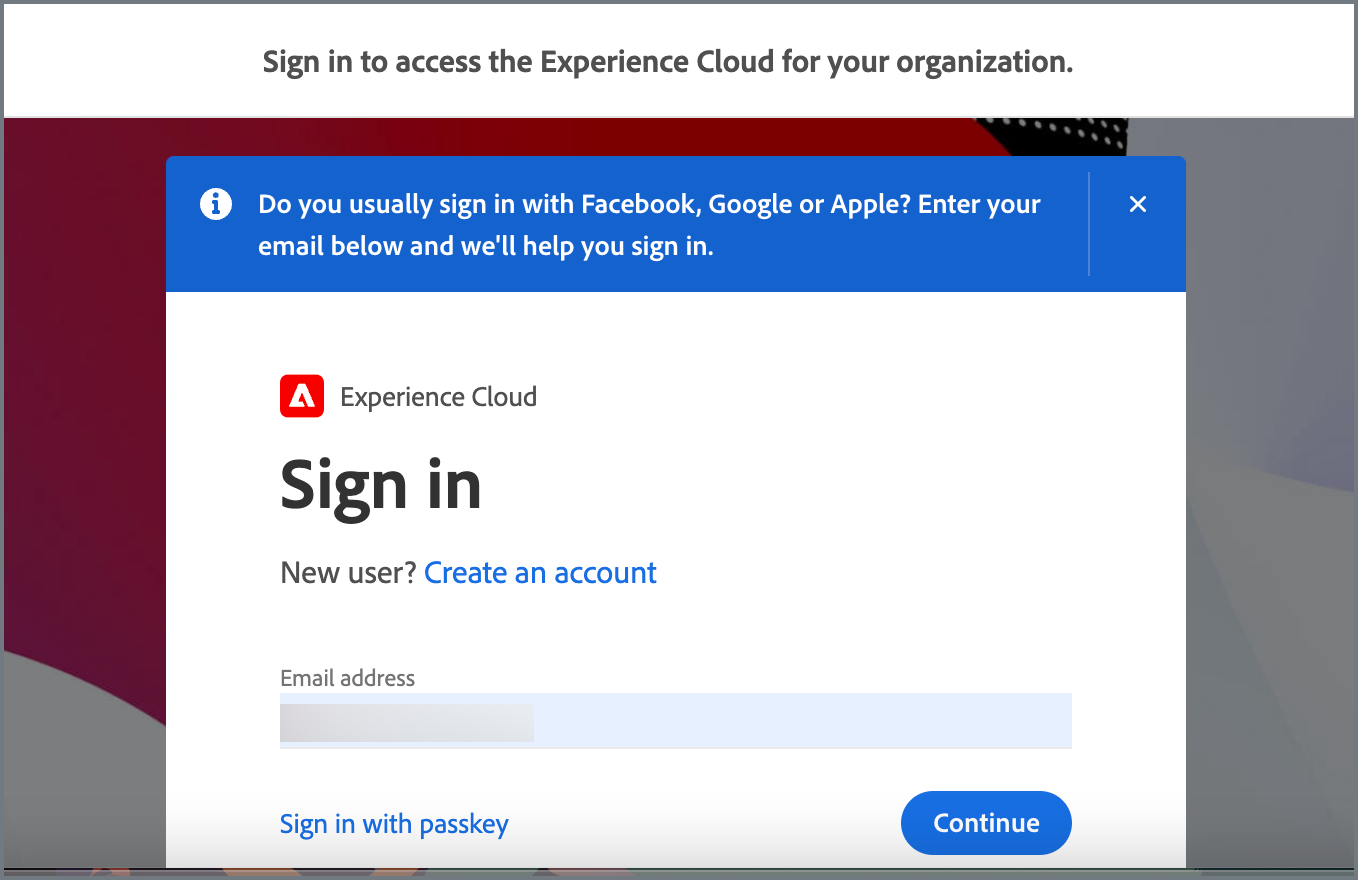 Sign in to access the Experience Cloud for your organization.
Do you usually sign in with Facebook, Google or Apple? Enter your
email below and we'll help you sign in.
Experience Cloud
Sign in
New user? Create an account
Email address
Sign in with passkey
Continue